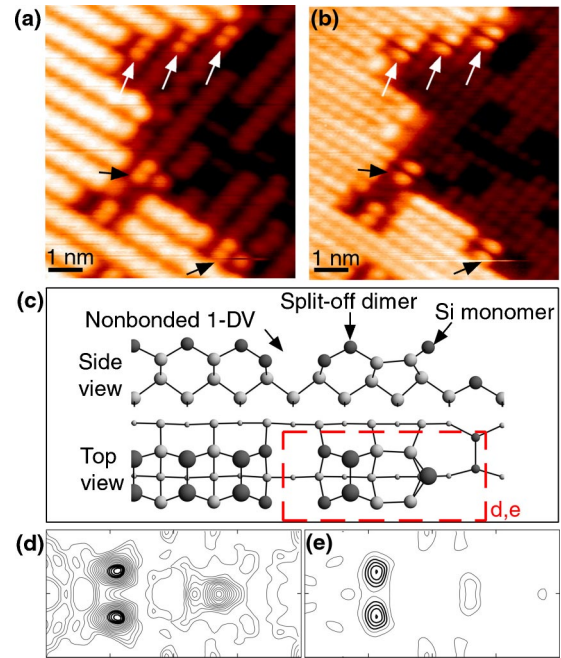 (a)
(b)
1 nm
1 nm
(c)
Nonbonded 1-DV
Split-off dimer
Si monomer
Side view
Top view
d,e
(d)
(e)